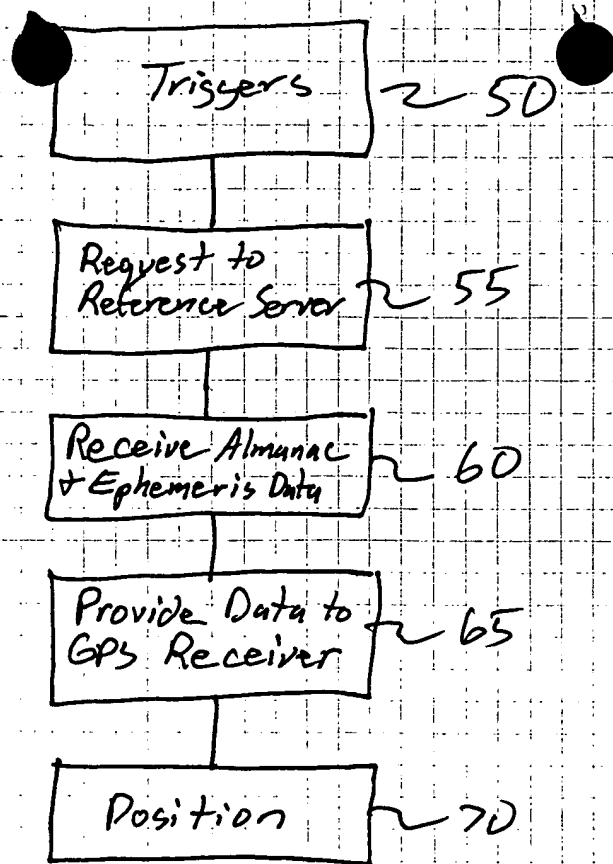 Triggers
50
Request to
Reference Server
55
Receive Almanac
+ Ephemeris Data
60
Provide Data to
GPS Receiver
65
Position
70